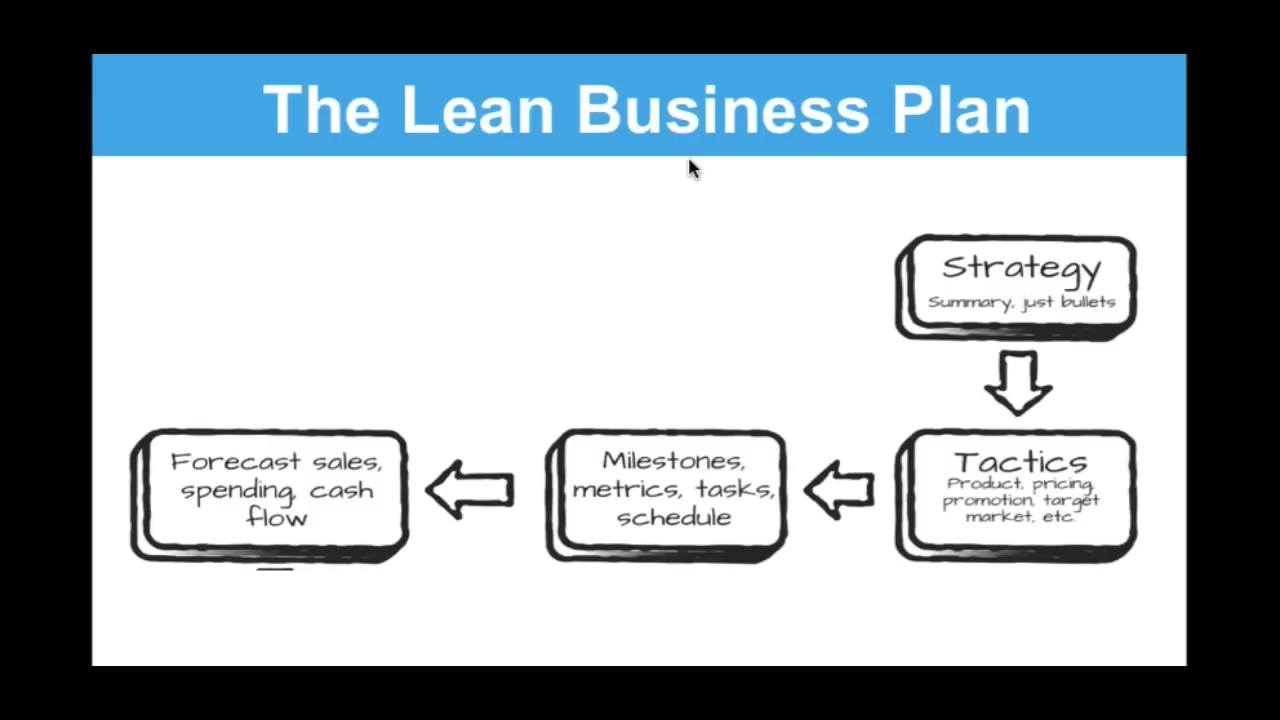 The Lean Business Plan
Strategy
Summary, just bullets
Tactics
Product, pricing,
promotion, target
market, etc.
Milestones,
metrics, tasks,
schedule
Forecast sales,
spending, cash
flow